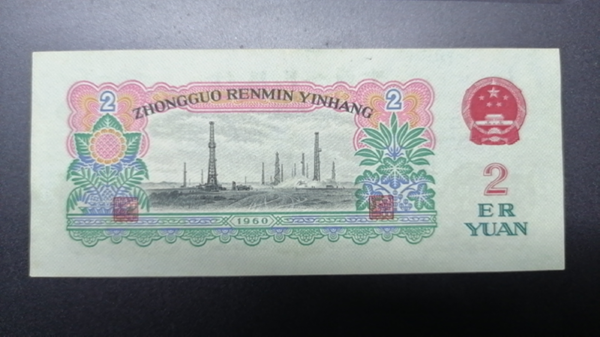 2
ZHONGGUO RENMIN YINHANG
2
1960
2
ER
YUAN